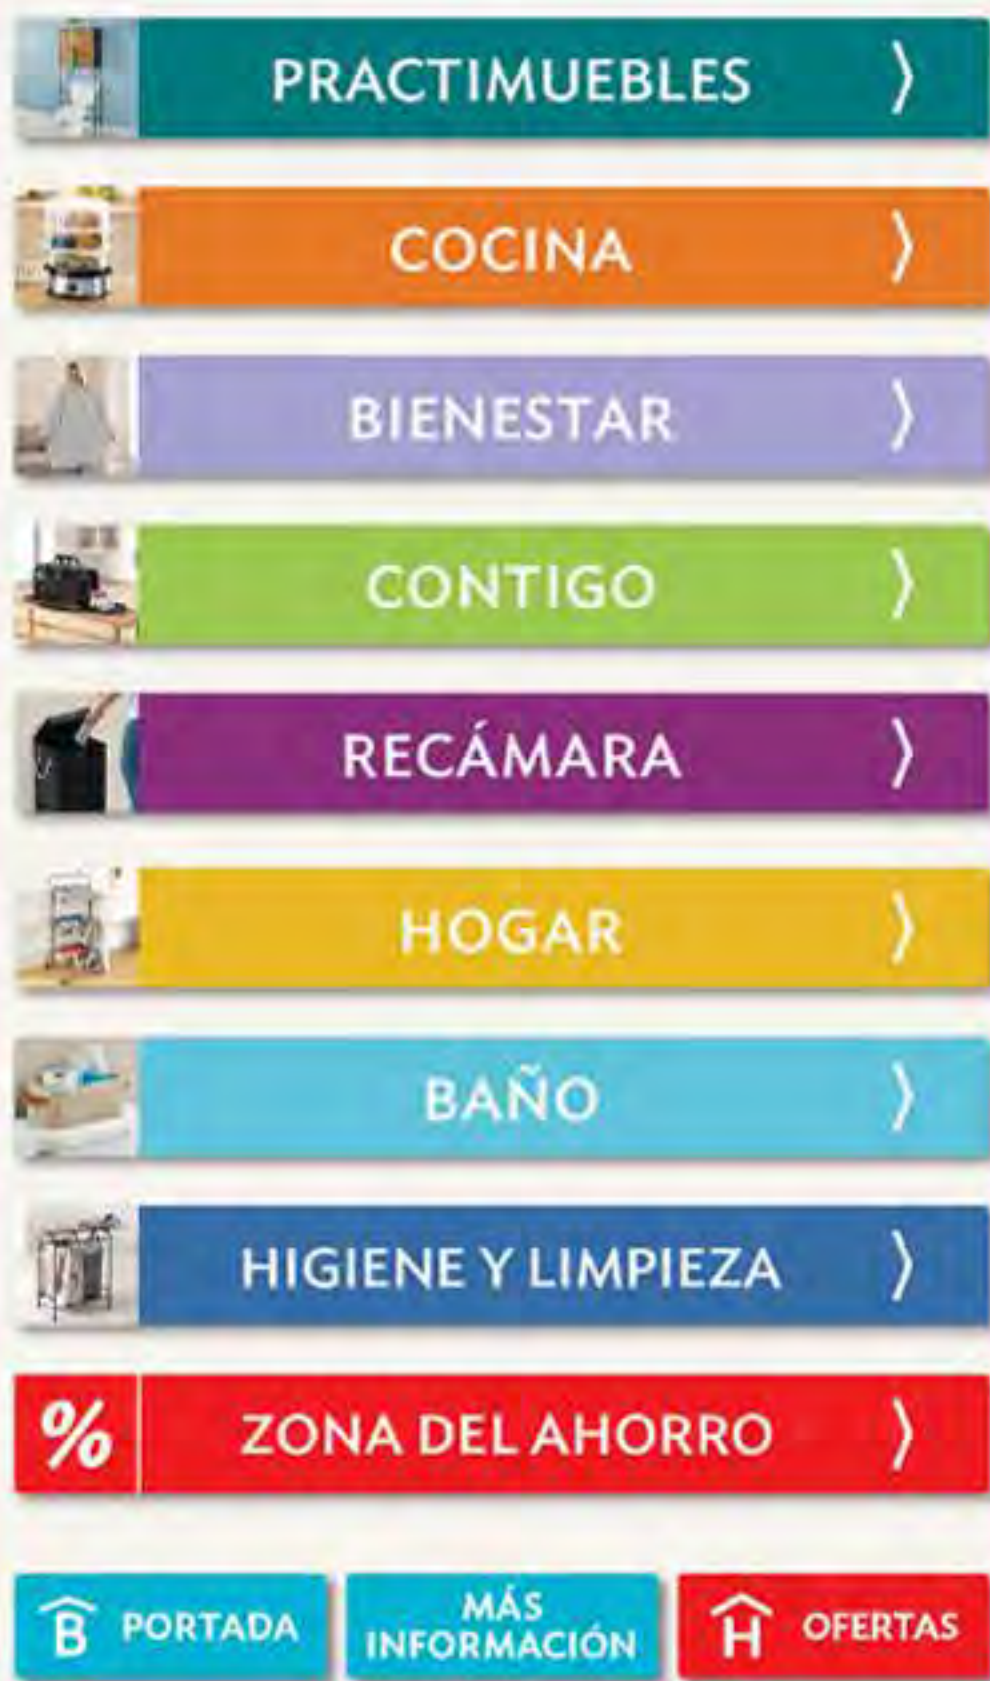 PRACTIMUEBLES
COCINA
BIENESTAR
CONTIGO
RECÁMARA
HOGAR
BAÑO
HIGIENE Y LIMPIEZA
% ZONA DEL AHORRO
B PORTADA
MÁS
INFORMACIÓN
H OFERTAS